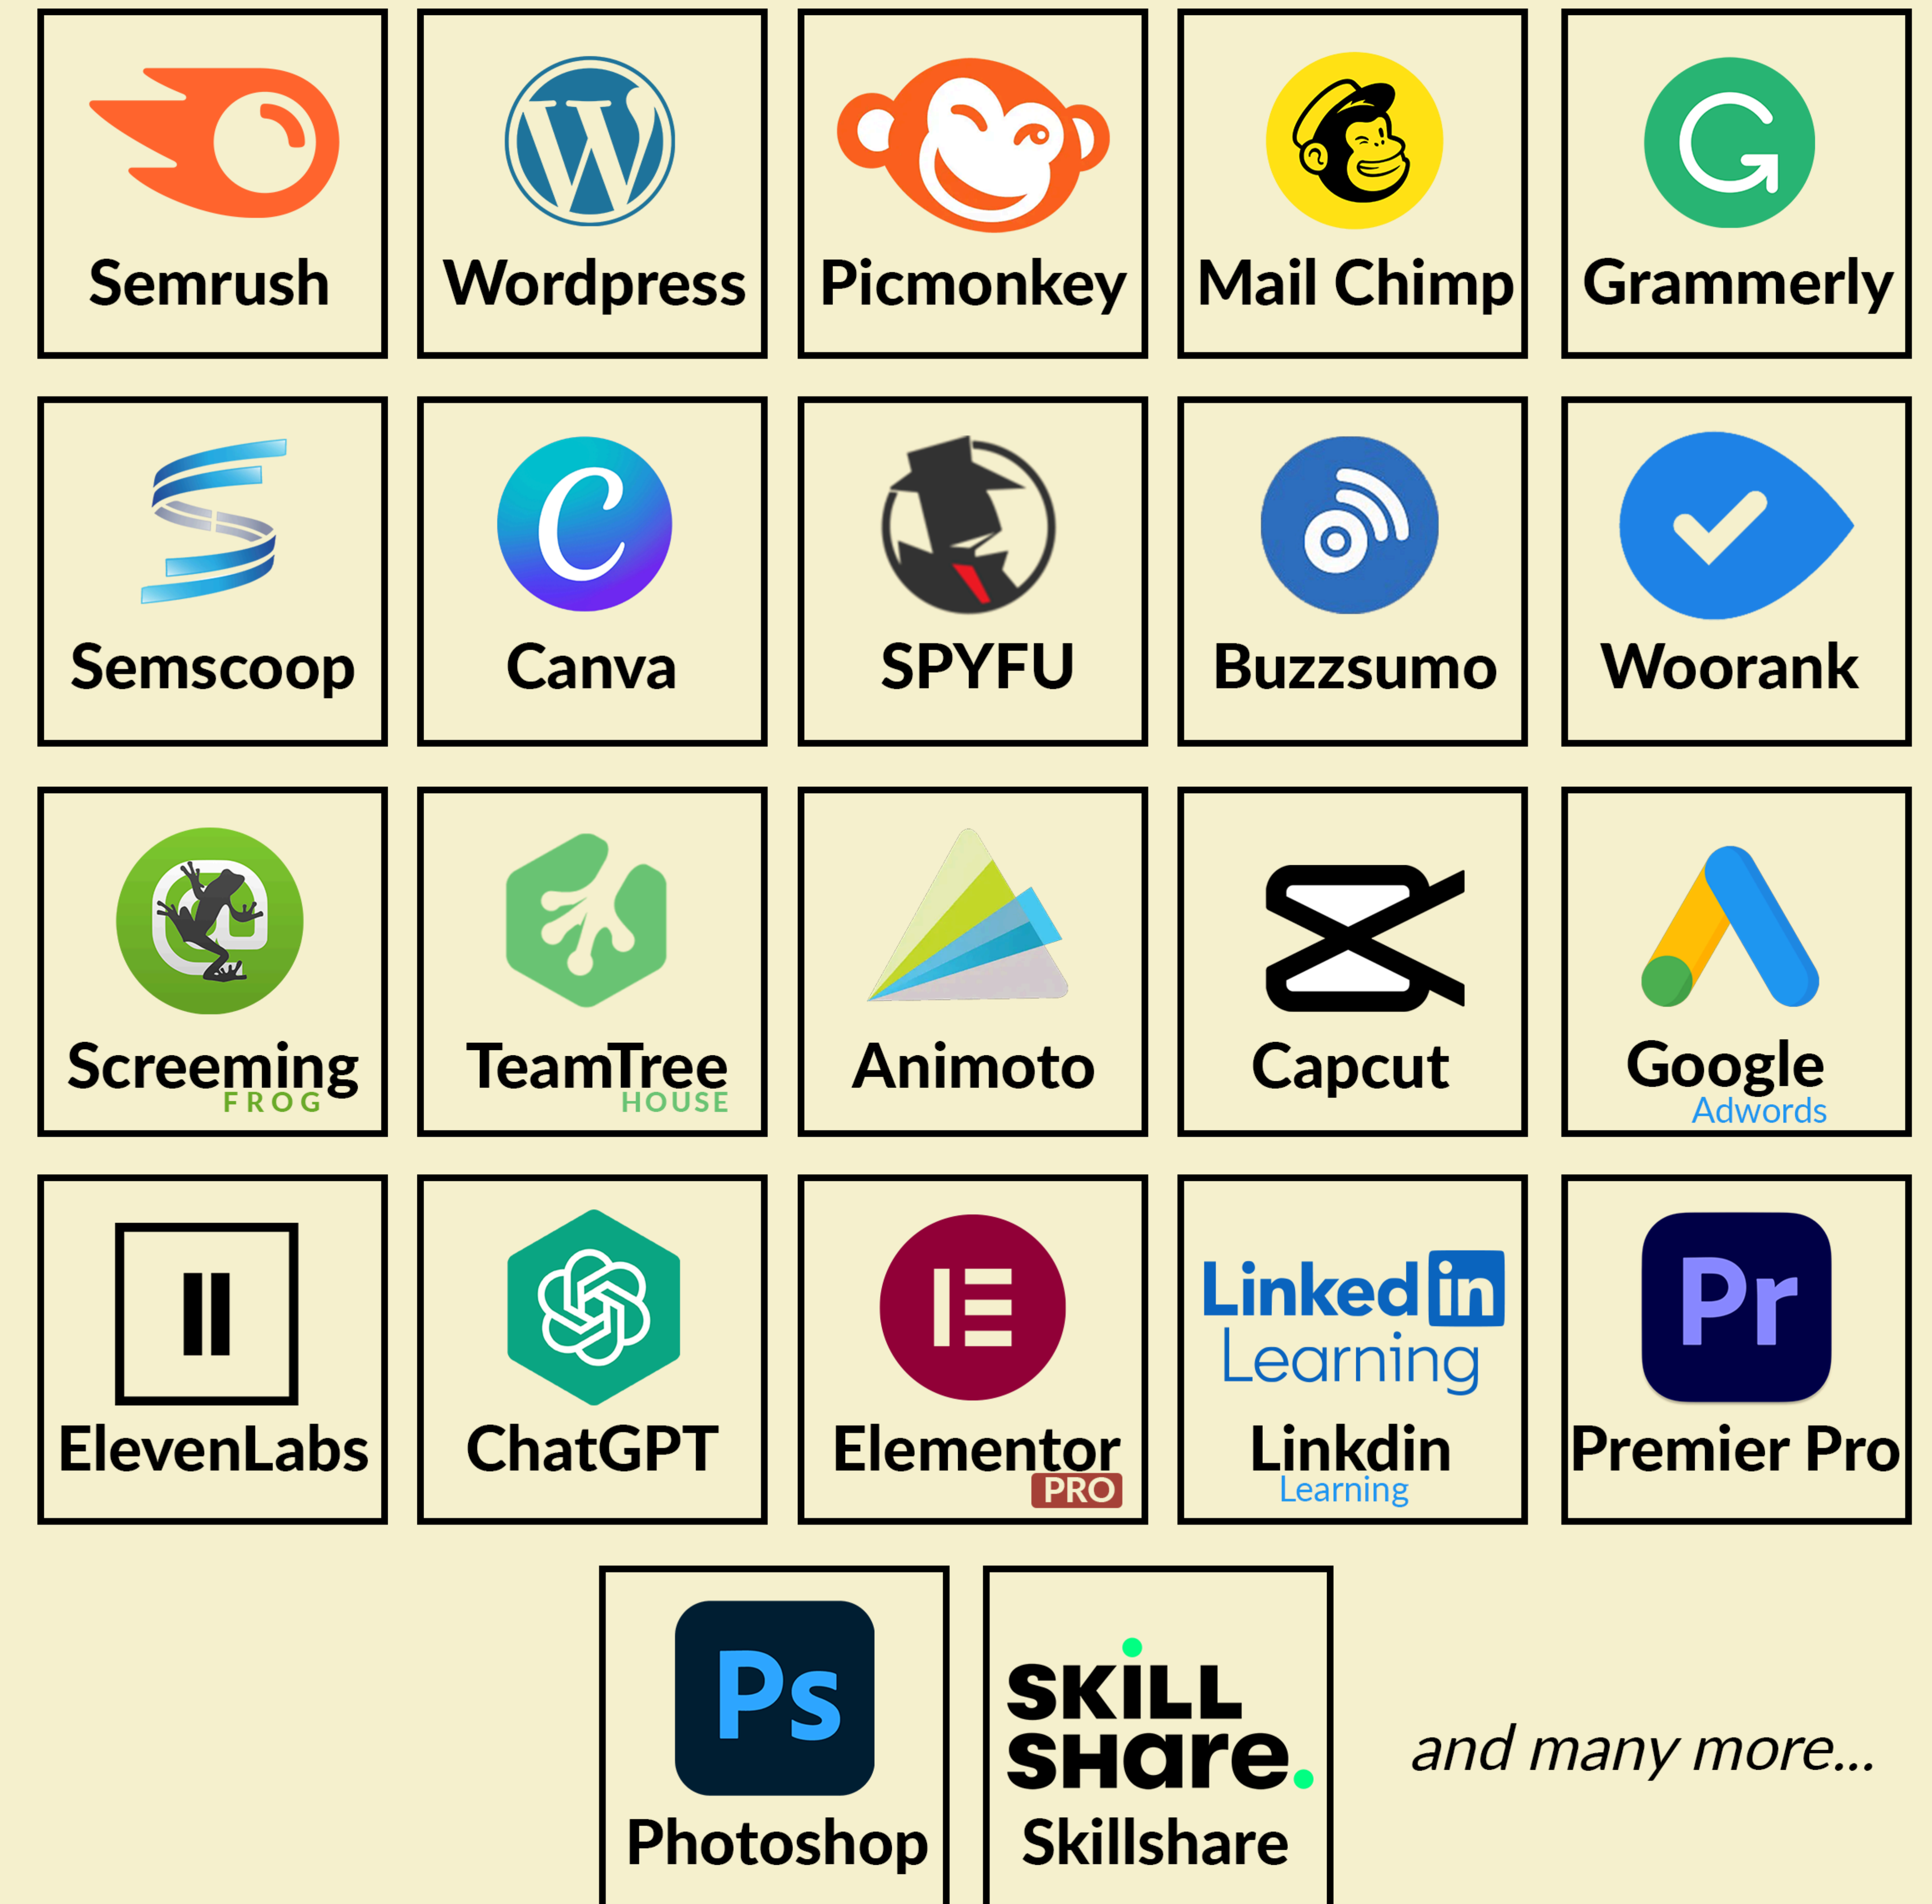 Semrush
Wordpress
Picmonkey
Mail Chimp
Grammerly
Semscoop
Canva
SPYFU
Buzzsumo
Woorank
Screeming
FROG
TeamTree
HOUSE
Animoto
Capcut
Google
Adwords
ElevenLabs
ChatGPT
Elementor
PRO
Linked in
Learning
Linkdin
Learning
Pr
Premier Pro
Ps
Photoshop
SKiLL
SHare.
Skillshare
and many more...